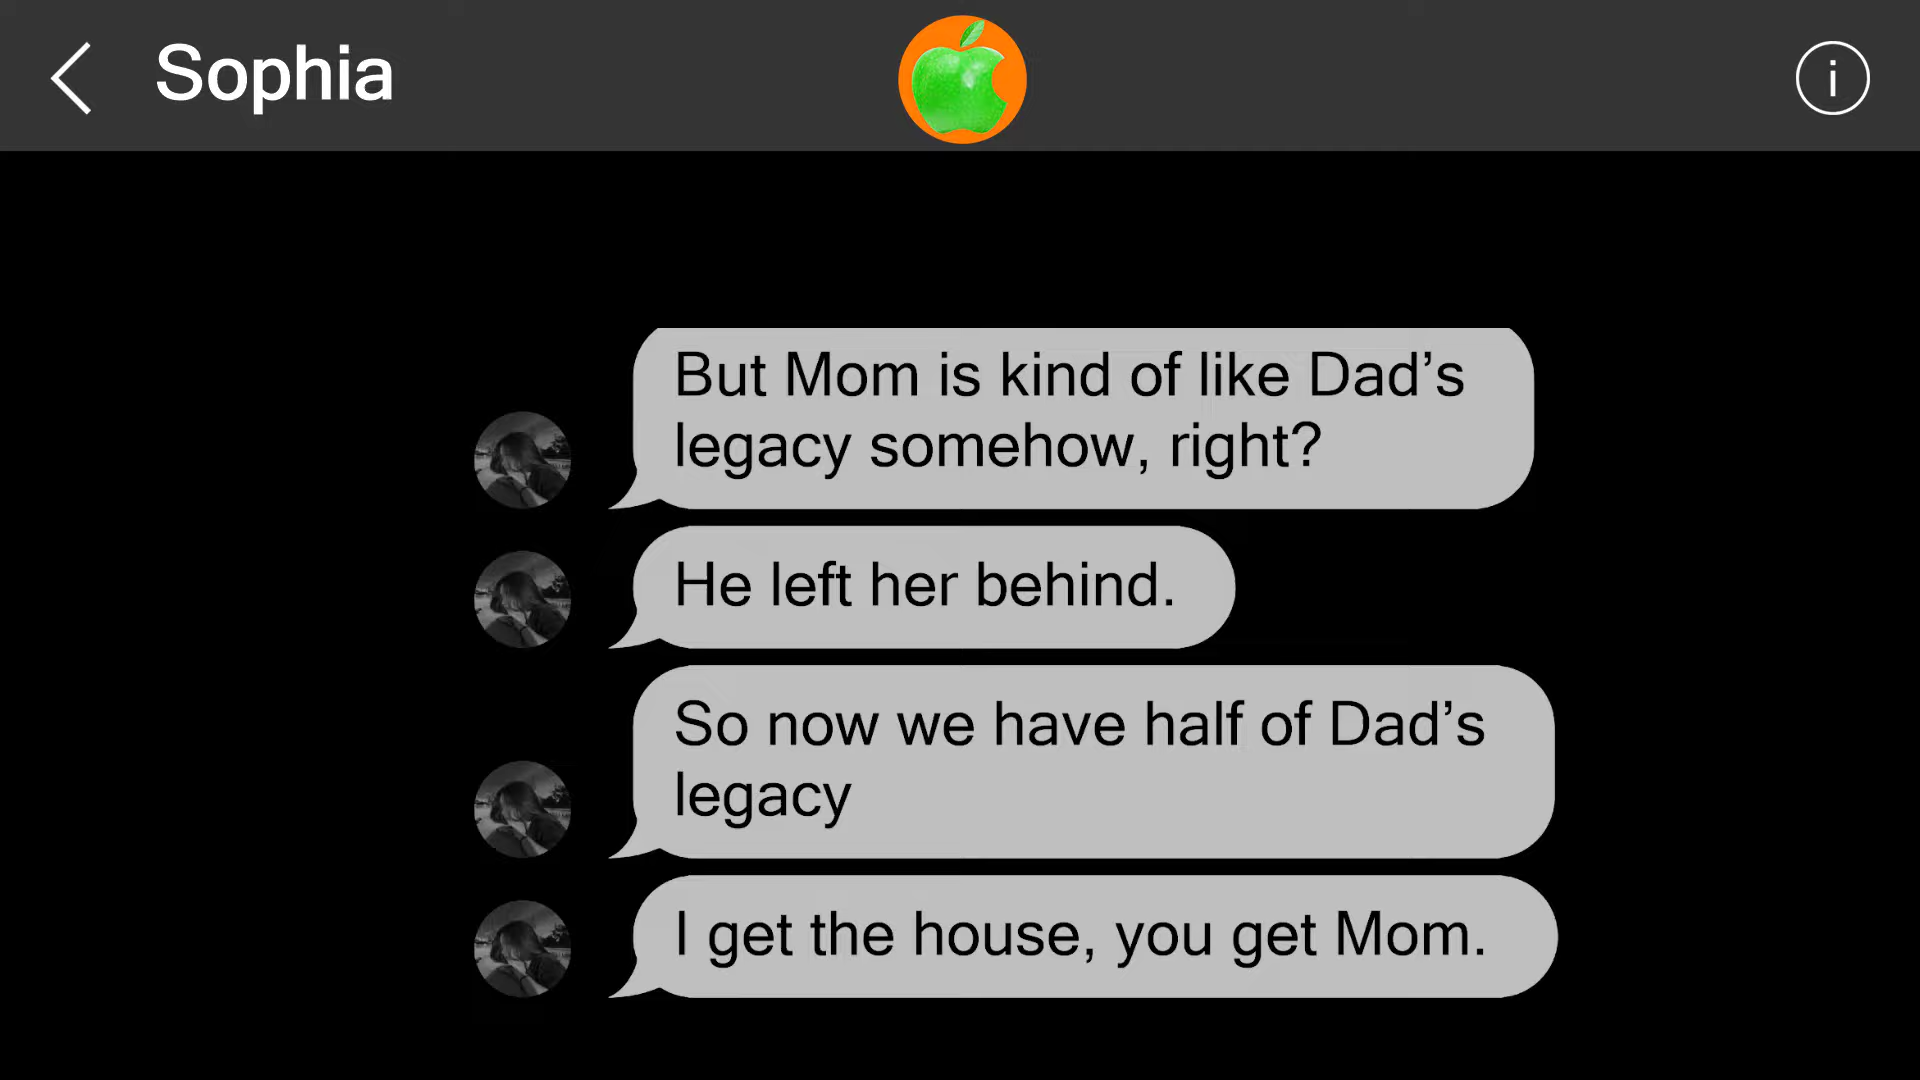 Sophia
i
But Mom is kind of like Dad’s
legacy somehow, right?
He left her behind.
So now we have half of Dad’s
legacy
I get the house, you get Mom.